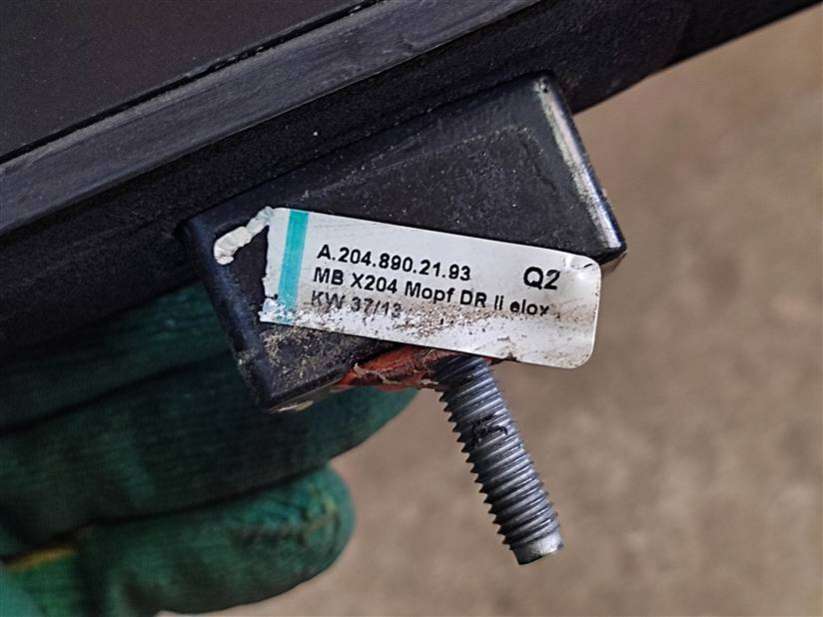 A.204.890.21.93 Q2
MB X204 Mopf DR li elox
KW 37/13